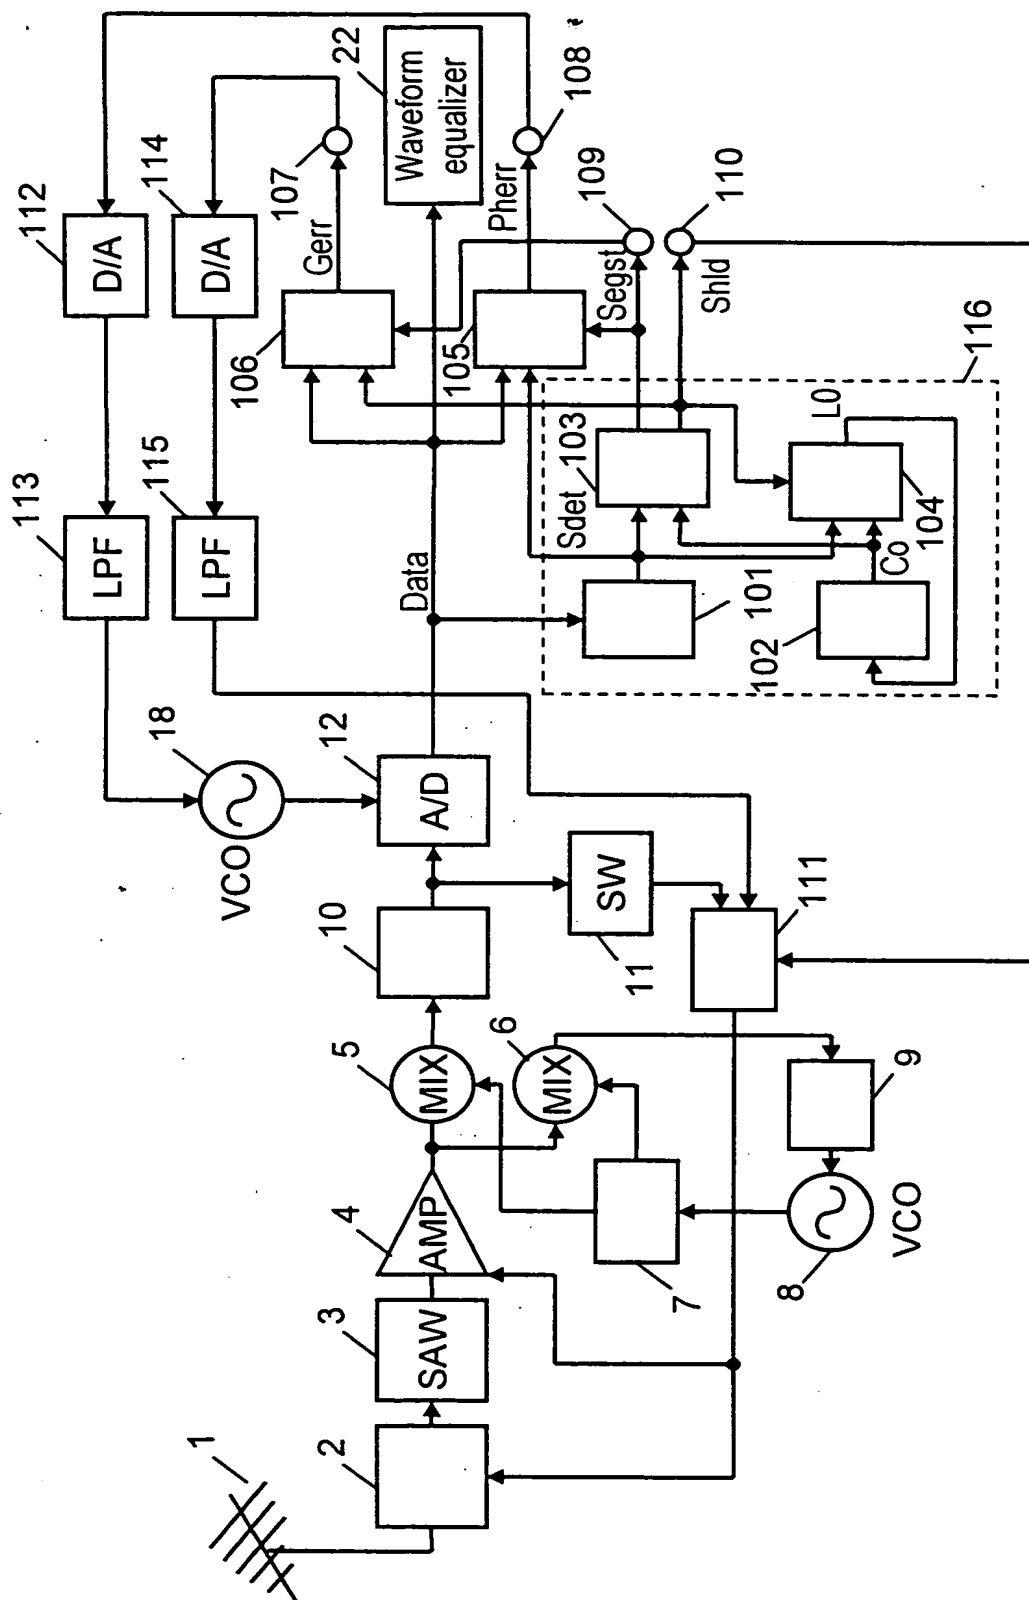 1
2
3
SAW
4
AMP
5
MIX
6
MIX
7
8
VCO
9
10
11
SW
12
A/D
18
VCO
111
113
LPF
115
LPF
112
D/A
114
D/A
Data
106
105
Gerr
107
22
Waveform
equalizer
Pherr
108
Segst
109
Shld
110
Sdet
103
101
102
Co
104
L0
116